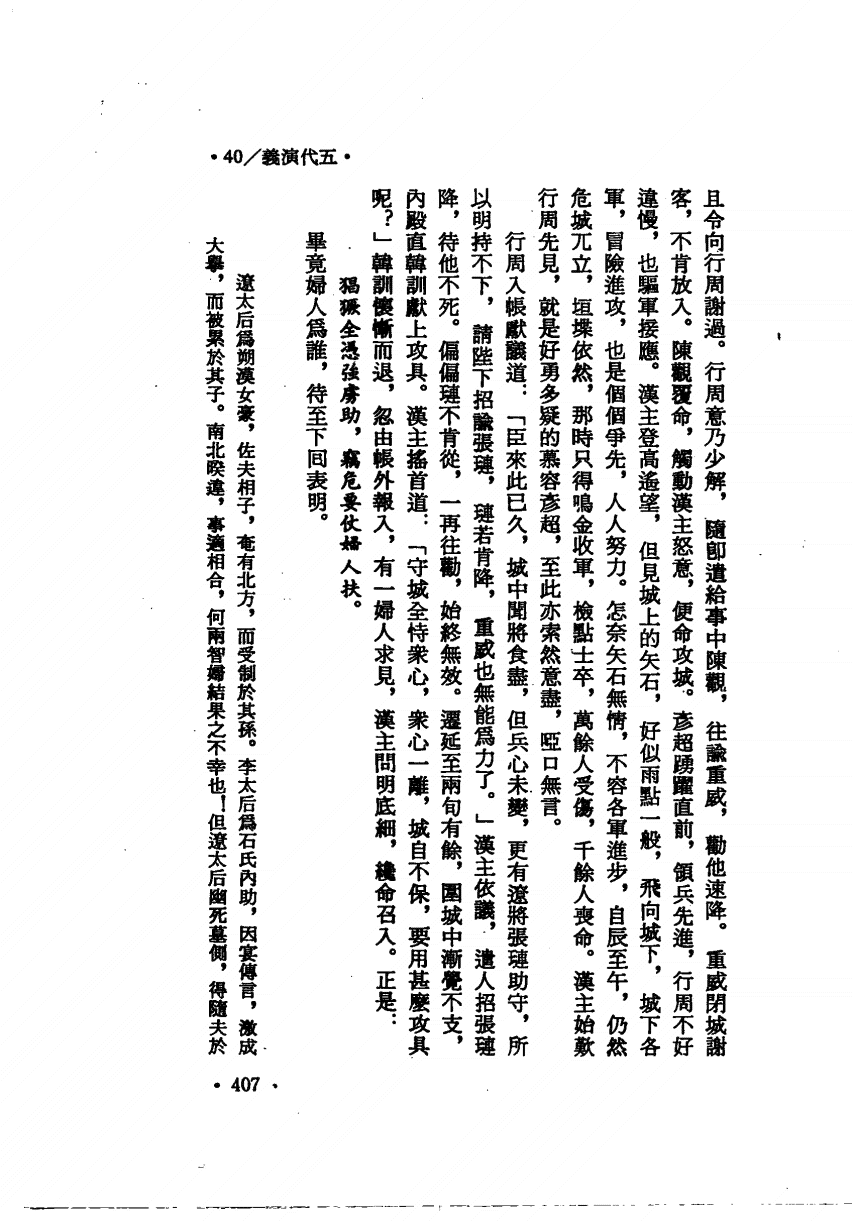 •40／義演代五•
且令向行周謝過。行周意乃少解，隨卽遣給事中陳觀，往諭重威，勸他速降。重威閉城謝
客，不肯放入。陳觀覆命，觸動漢主怒意，便命攻城。彥超踴躍直前，領兵先進，行周不好
違慢，也驅軍接應。漢主登高遙望，但見城上的矢石，好似雨點一般，飛向城下，城下各
軍，冒險進攻，也是個個爭先，人人努力。怎奈矢石無情，不容各軍進步，自辰至午，仍然
危城兀立，垣堞依然，那時只得鳴金收軍，檢點士卒，萬餘人受傷，千餘人喪命。漢主始歎
行周先見，就是好勇多疑的慕容彥超，至此亦索然意盡，啞口無言。
行周入帳獻議道：「臣來此已久，城中聞將食盡，但兵心未變，更有遼將張璉助守，所
以明持不下，請陛下招諭張璉，璉若肯降，重威也無能爲力了。」漢主依議，遣人招張璉
降，待他不死。偏偏璉不肯從，一再往勸，始終無效。遷延至兩旬有餘，圍城中漸覺不支，
內殿直韓訓獻上攻具。漢主搖首道：「守城全恃衆心，衆心一離，城自不保，要用甚麼攻具
呢？」韓訓懷慚而退，忽由帳外報入，有一婦人求見，漢主問明底細，纔命召入。正是：
猖獗全憑強虜助，竊危要仗婦人扶。
畢竟婦人爲誰，待至下回表明。
遼太后爲朔漠女豪，佐夫相子，奄有北方，而受制於其孫。李太后爲石氏內助，因宴傳言，激成
大舉，而被累於其子。南北暌違，事適相合，何兩智婦結果之不幸也！但遼太后幽死墓側，得隨夫於
•407•